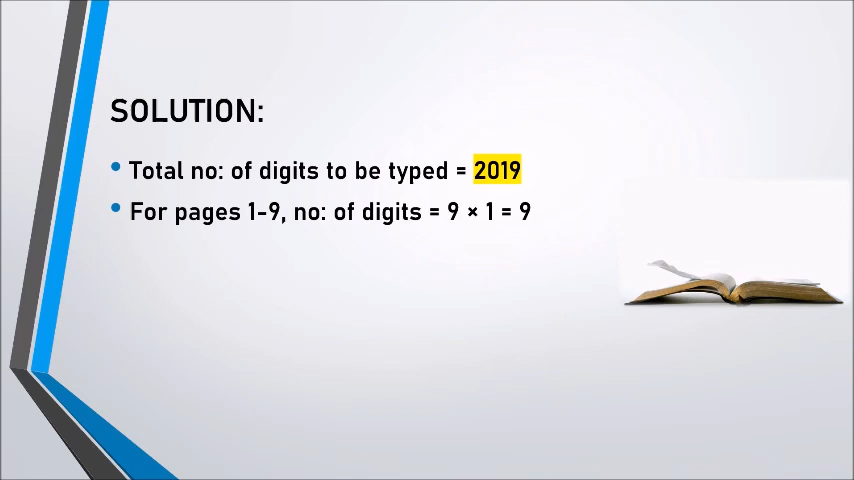 SOLUTION:
• Total no: of digits to be typed = 2019
• For pages 1-9, no: of digits = 9 × 1 = 9